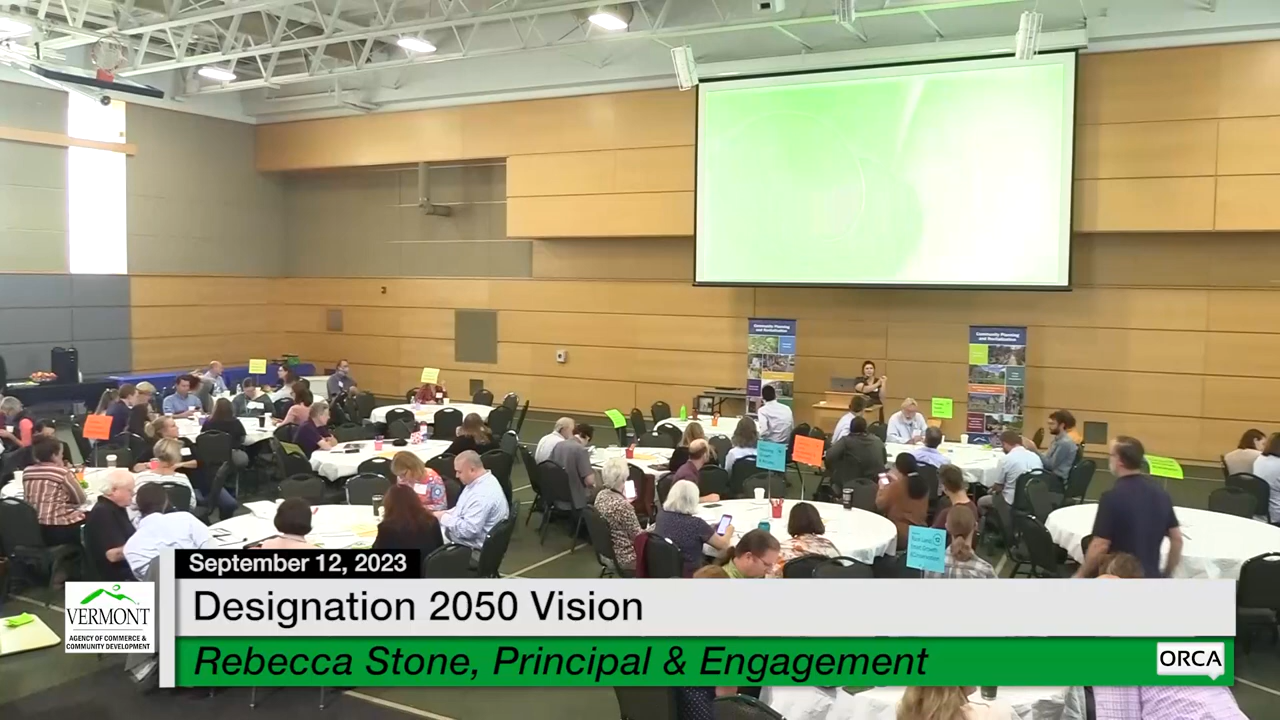 Community Planning
and Revitalization
Community Planning
and Revitalization
September 12, 2023
Designation 2050 Vision
Rebecca Stone, Principal & Engagement
VERMONT
AGENCY OF COMMERCE &
COMMUNITY DEVELOPMENT
ORCA